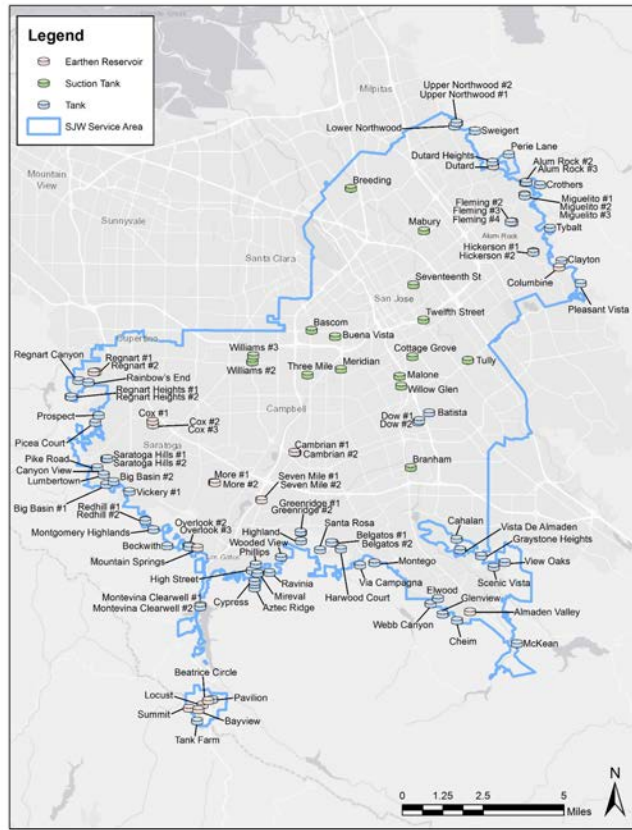 Legend
Earthen Reservoir
Suction Tank
Tank
SJW Service Area
Milpitas
Upper Northwood #2
Upper Northwood #1
Lower Northwood
Sweigert
Perie Lane
Dutard Heights
Dutard
Alum Rock #2
Alum Rock #3
Crothers
Mountain
View
Breeding
Miguelito #1
Miguelito #2
Miguelito #3
Fleming #2
Fleming #3
Fleming #4
Sunnyvale
Mabury
Alum Rock
Tybalt
Hickerson #1
Hickerson #2
Santa Clara
Clayton
Columbine
Seventeenth St
Pleasant Vista
San Jose
Twelfth Street
Bascom
Buena Vista
Cupertino
Regnart Canyon
Regnart #1
Regnart #2
Rainbow's End
Williams #3
Williams #2
Cottage Grove
Tully
Three Mile
Meridian
Malone
Willow Glen
Regnart Heights #1
Regnart Heights #2
Campbell
Batista
Dow #1
Dow #2
Prospect
Cox #1
Cox #2
Cox #3
Picea Court
Saratoga
Cambrian #1
Cambrian #2
Branham
Pike Road
Saratoga Hills #1
Saratoga Hills #2
Canyon View
Lumbertown
Big Basin #2
More #1
More #2
Seven Mile #1
Seven Mile #2
Vickery #1
Big Basin #1
Greenridge #1
Greenridge #2
Redhill #1
Redhill #2
Montgomery Highlands
Overlook #2
Overlook #3
Highland
Santa Rosa
Cahalan
Vista De Almaden
Wooded View
Belgatos #1
Belgatos #2
Graystone Heights
Beckwith
Phillips
Mountain Springs
Montego
View Oaks
High Street
Ravinia
Harwood Court
Via Campagna
Scenic Vista
Mireval
Elwood
Montevina Clearwell #1
Montevina Clearwell #2
Cypress
Aztec Ridge
Glenview
Webb Canyon
Almaden Valley
Cheim
McKean
Beatrice Circle
Locust
Pavilion
Summit
Bayview
Tank Farm
0 1.25 2.5 5
Miles
N